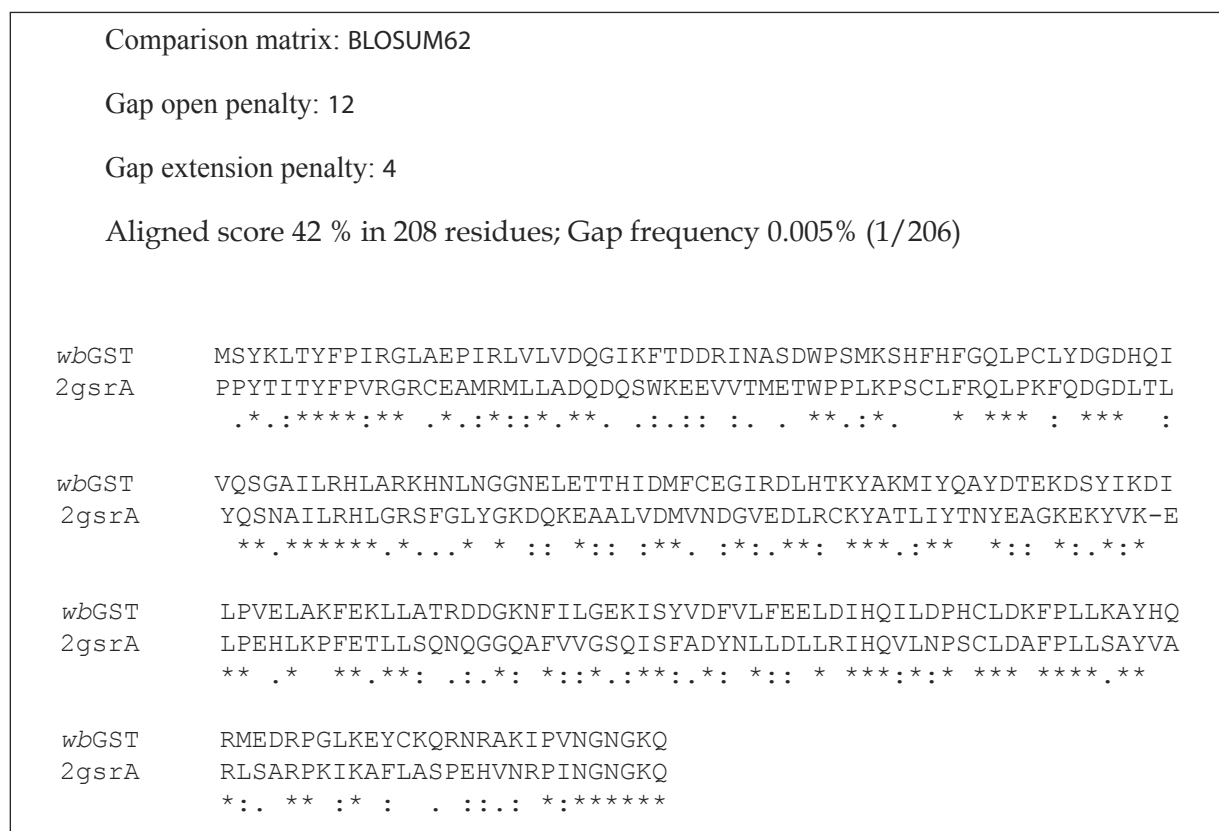 Comparison matrix: BLOSUM62
Gap open penalty: 12
Gap extension penalty: 4
Aligned score 42 % in 208 residues; Gap frequency 0.005% (1/206)
wbGST MSYKLTYFPIRGLAEPIRLVLVDQGIKFTDDRINASDWPSMKSHFHFGQLPCLYDGDHQI
2gsrA PPYTITYFPVRGRCEAMRMLLADQDQSWKEEVVTMETWPPLKPSCLFRQLPKFQDGDLTL
.*.:****:** .*.:*::*.**. .:.:: :. . **.:*. * *** : *** :
wbGST VQSGAILRHLARKHNLNGGNELETTHIDMFCEGIRDLHTKYAKMIYQAYDTEKDSYIKDI
2gsrA YQSNAILRHLGRSFGLYGKDQKEAALVDMVNDGVEDLRCKYATLIYTNYEAGKEKYVK-E
**.******.*...* * :: *:: :**. :*:.**: ***.:** *:: *:.*:*
wbGST LPVELAKFEKLLATRDDGKNFILGEKISYVDFVLFEELDIHQILDPHCLDKFPLLKAYHQ
2gsrA LPEHLKPFETLLSQNQGGQAFVVGSQISFADYNLLDLLRIHQVLNPSCLDAFPLLSAYVA
** .* **.**: .:.*: *::*.:**:.*: *:: * ***:*:* *** ****.**
wbGST RMEDRPGLKEYCKQRNRAKIPVNGNGKQ
2gsrA RLSARPKIKAFLASPEHVNRPINGNGKQ
*:. ** :* : . ::.: *:******